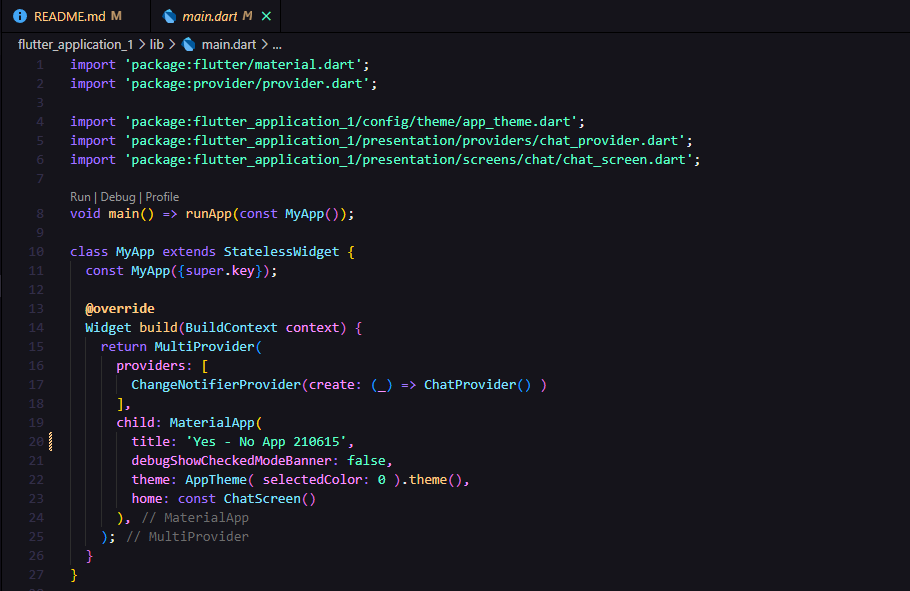 README.md M main.dart M
flutter_application_1 > lib > main.dart > ...
1 import 'package:flutter/material.dart';
2 import 'package:provider/provider.dart';
3
4 import 'package:flutter_application_1/config/theme/app_theme.dart';
5 import 'package:flutter_application_1/presentation/providers/chat_provider.dart';
6 import 'package:flutter_application_1/presentation/screens/chat/chat_screen.dart';
7
Run | Debug | Profile
8 void main() => runApp(const MyApp());
9
10 class MyApp extends StatelessWidget {
11   const MyApp({super.key});
12
13   @override
14   Widget build(BuildContext context) {
15     return MultiProvider(
16       providers: [
17         ChangeNotifierProvider(create: (_) => ChatProvider() )
18       ],
19       child: MaterialApp(
20         title: 'Yes - No App 210615',
21         debugShowCheckedModeBanner: false,
22         theme: AppTheme( selectedColor: 0 ).theme(),
23         home: const ChatScreen()
24       ), // MaterialApp
25     ); // MultiProvider
26   }
27 }